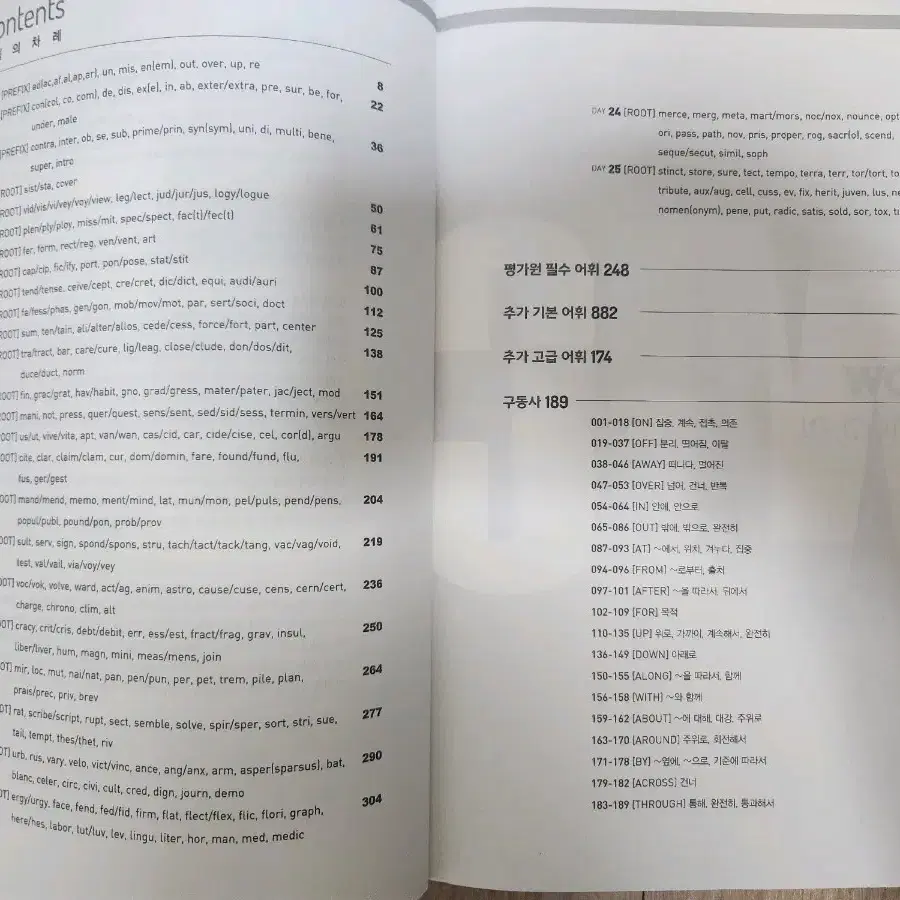 ontents
의 차 례
[PREFIX] ad(ac,af,al,ap,ar), un, mis, en(em), out, over, up, re
8
[PREFIX] con(col, co, com), de, dis, ex(e), in, ab, exter/extra, pre, sur, be, for,
22
under, male
[PREFIX] contra, inter, ob, se, sub, prime/prin, syn(sym), uni, di, multi, bene,
36
super, intro
[ROOT] sist/sta, cover
ROOT] vid/vis/vi/vey/voy/view, leg/lect, jud/jur/jus, logy/logue
50
ROOT] plen/ply/ploy, miss/mit, spec/spect, fac(t)/fec(t)
61
ROOT] fer, form, rect/reg, ven/vent, art
75
ROOT] cap/cip, fic/ify, port, pon/pose, stat/stit
87
ROOT] tend/tense, ceive/cept, cre/cret, dic/dict, equi, audi/auri
100
ROOT] fa/fess/phas, gen/gon, mob/mov/mot, par, sert/soci, doct
112
ROOT] sum, ten/tain, ali/alter/allos, cede/cess, force/fort, part, center
125
ROOT] tra/tract, bar, care/cure, lig/leag, close/clude, don/dos/dit,
138
duce/duct, norm
ROOT] fin, grac/grat, hav/habit, gno, grad/gress, mater/pater, jac/ject, mod
151
ROOT] mani, not, press, quer/quest, sens/sent, sed/sid/sess, termin, vers/vert 164
OOT] us/ut, vive/vita, apt, van/wan, cas/cid, car, cide/cise, cel, cor(d), argu
178
OOT] cite, clar, claim/clam, cur, dom/domin, fare, found/fund, flu,
191
fus, ger/gest
OOT] mand/mend, memo, ment/mind, lat, mun/mon, pel/puls, pend/pens,
204
popul/publ, pound/pon, prob/prov
OOT] sult, serv, sign, spond/spons, stru, tach/tact/tack/tang, vac/vag/void,
219
test, val/vail, via/voy/vey
OOT] voc/vok, volve, ward, act/ag, anim, astro, cause/cuse, cens, cern/cert,
236
charge, chrono, clim, alt
OOT] cracy, crit/cris, debt/debit, err, ess/est, fract/frag, grav, insul,
250
liber/liver, hum, magn, mini, meas/mens, join
OT] mir, loc, mut, nai/nat, pan, pen/pun, per, pet, trem, pile, plan,
264
prais/prec, priv, brev
OT] rat, scribe/script, rupt, sect, semble, solve, spir/sper, sort, stri, sue,
277
tail, tempt, thes/thet, riv
OT] urb, rus, vary, velo, vict/vinc, ance, ang/anx, arm, asper(sparsus), bat,
290
blanc, celer, circ, civi, cult, cred, dign, journ, demo
OT] ergy/urgy, face, fend, fed/fid, firm, flat, flect/flex, flic, flori, graph,
304
here/hes, labor, lut/luv, lev, lingu, liter, hor, man, med, medic
DAY 24 [ROOT] merce, merg, meta, mart/mors, noc/nox, nounce, opt
ori, pass, path, nov, pris, proper, rog, sacr(o), scend,
seque/secut, simil, soph
DAY 25 [ROOT] stinct, store, sure, tect, tempo, terra, terr, tor/tort, to
tribute, aux/aug, cell, cuss, ev, fix, herit, juven, lus, ne
nomen(onym), pene, put, radic, satis, sold, sor, tox, tu
평가원 필수 어휘 248
추가 기본 어휘 882
추가 고급 어휘 174
구동사 189
001-018 [ON] 집중, 계속, 접촉, 의존
019-037 [OFF] 분리, 떨어짐, 이탈
038-046 [AWAY] 떠나다, 멀어진
047-053 [OVER] 넘어, 건너, 반복
054-064 [IN] 안에, 안으로
065-086 [OUT] 밖에, 밖으로, 완전히
087-093 [AT] ~에서, 위치, 겨누다, 집중
094-096 [FROM] ~로부터, 출처
097-101 [AFTER] ~을 따라서, 뒤에서
102-109 [FOR] 목적
110-135 [UP] 위로, 가까이, 계속해서, 완전히
136-149 [DOWN] 아래로
150-155 [ALONG] ~을 따라서, 함께
156-158 [WITH] ~와 함께
159-162 [ABOUT] ~에 대해, 대강, 주위로
163-170 [AROUND] 주위로, 회전해서
171-178 [BY] ~옆에, ~으로, 기준에 따라서
179-182 [ACROSS] 건너
183-189 [THROUGH] 통해, 완전히, 통과해서